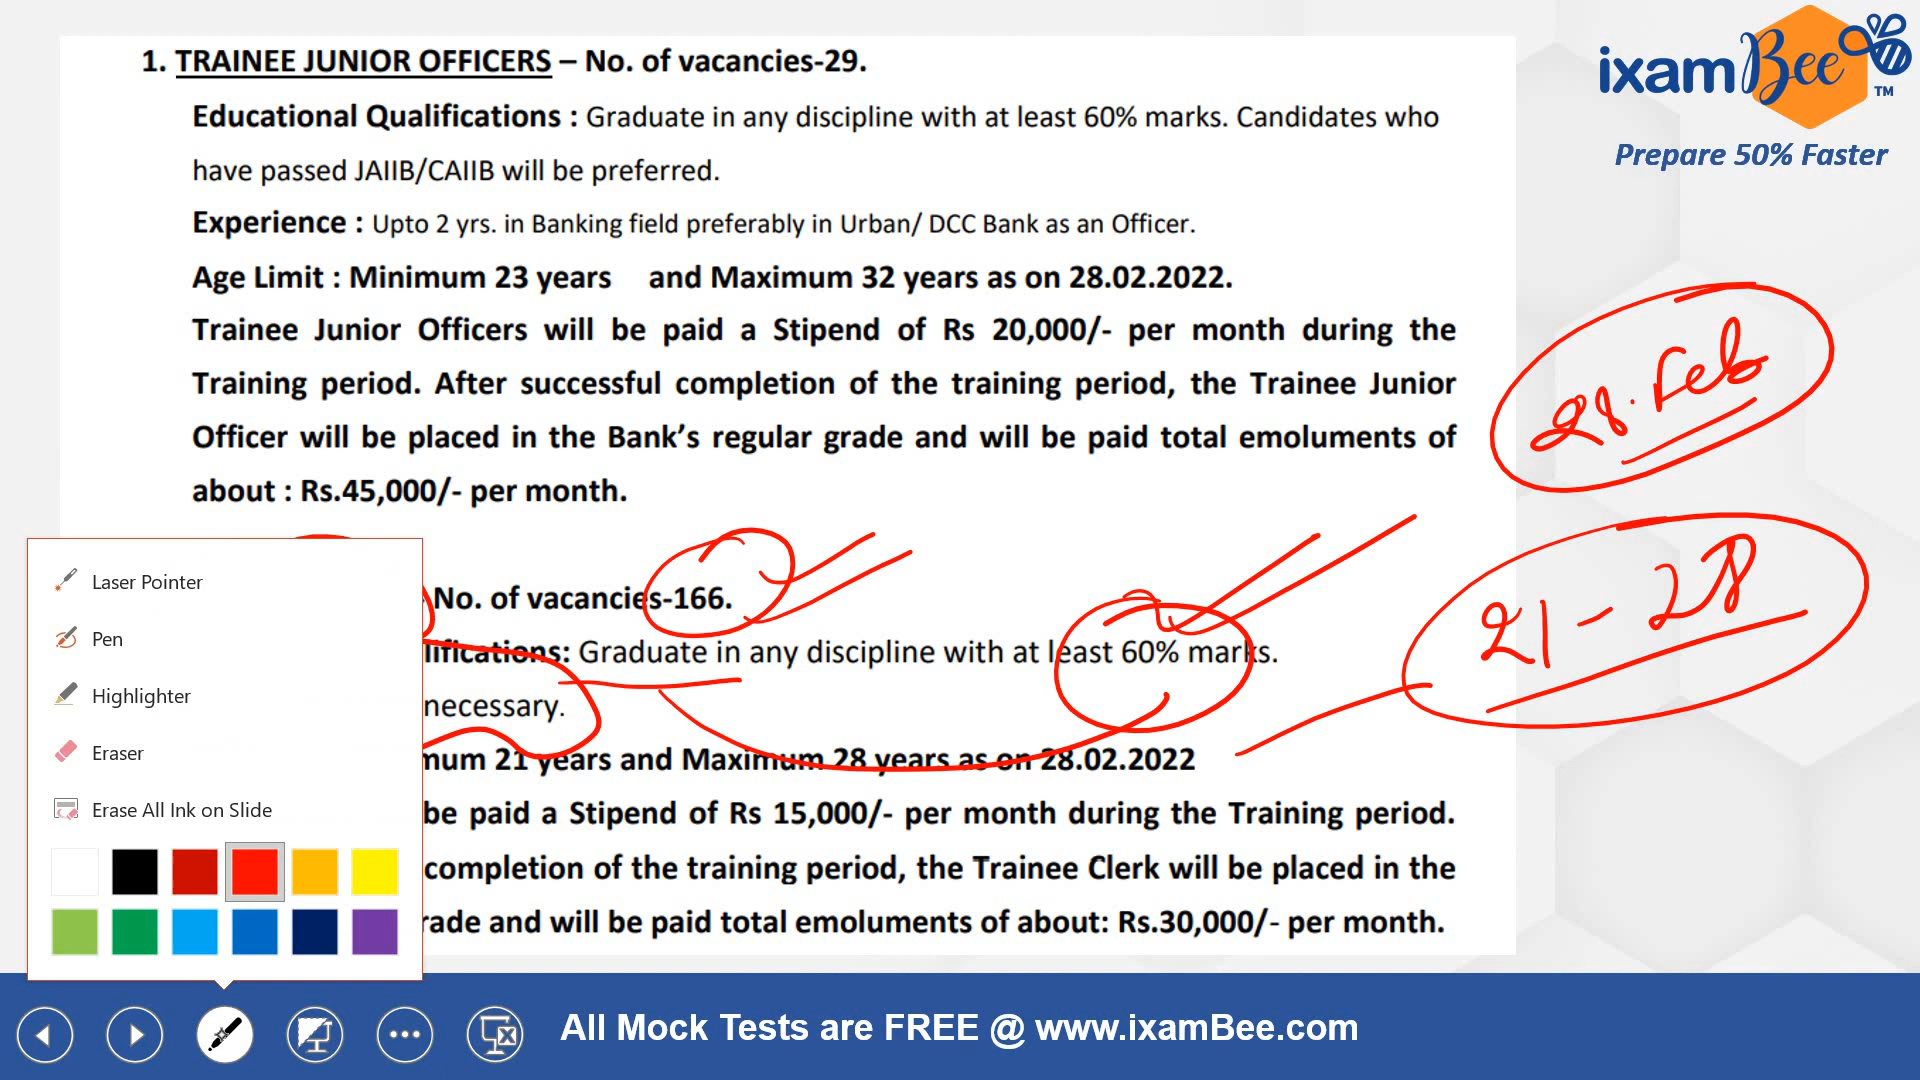 1. TRAINEE JUNIOR OFFICERS – No. of vacancies-29.
Educational Qualifications : Graduate in any discipline with at least 60% marks. Candidates who
have passed JAIIB/CAIIB will be preferred.
Experience : Upto 2 yrs. in Banking field preferably in Urban/ DCC Bank as an Officer.
Age Limit : Minimum 23 years and Maximum 32 years as on 28.02.2022.
Trainee Junior Officers will be paid a Stipend of Rs 20,000/- per month during the
Training period. After successful completion of the training period, the Trainee Junior
Officer will be placed in the Bank's regular grade and will be paid total emoluments of
about : Rs.45,000/- per month.
No. of vacancies-166.
lifications: Graduate in any discipline with at least 60% marks.
necessary.
mum 21 years and Maximum 28 years as on 28.02.2022
be paid a Stipend of Rs 15,000/- per month during the Training period.
completion of the training period, the Trainee Clerk will be placed in the
rade and will be paid total emoluments of about: Rs.30,000/- per month.
ixamBee TM
Prepare 50% Faster
28. Feb
21 - 28
Laser Pointer
Pen
Highlighter
Eraser
Erase All Ink on Slide
All Mock Tests are FREE @ www.ixamBee.com